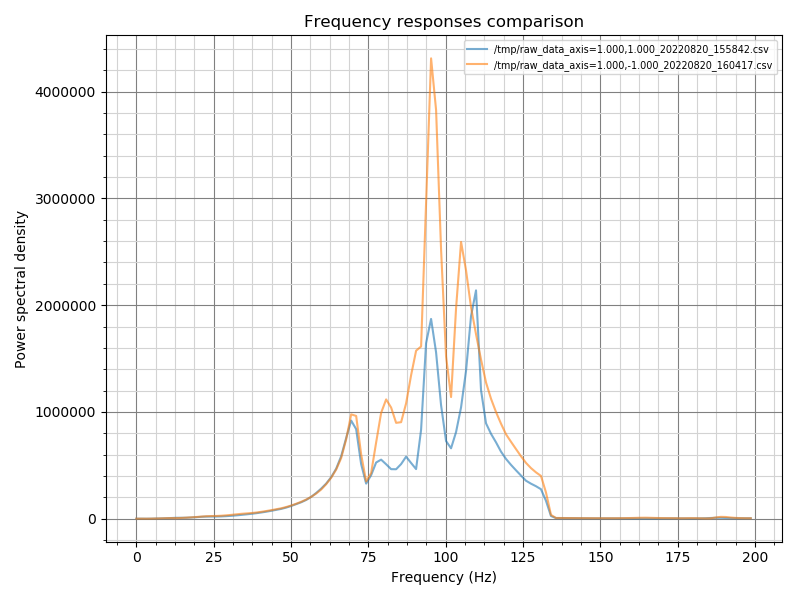 Frequency responses comparison
/tmp/raw_data_axis=1.000,1.000_20220820_155842.csv
/tmp/raw_data_axis=1.000,-1.000_20220820_160417.csv
4000000
3000000
2000000
1000000
0
Power spectral density
0 25 50 75 100 125 150 175 200
Frequency (Hz)